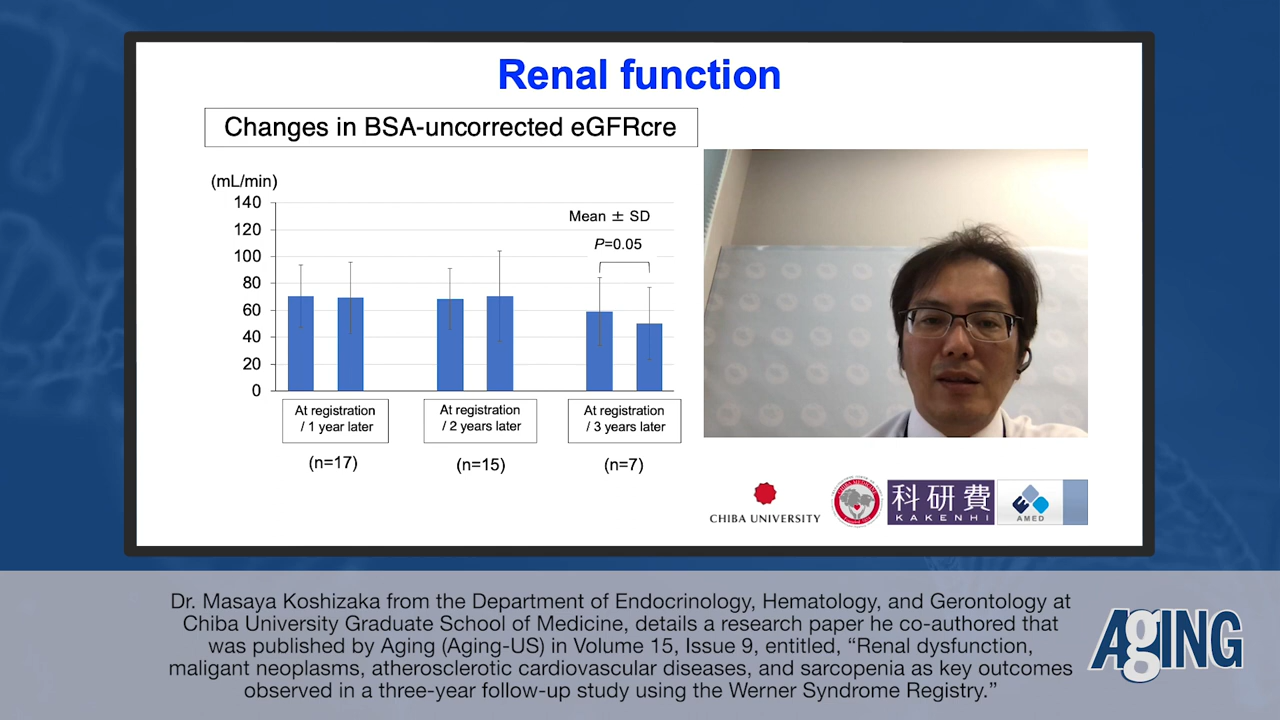 Renal function
Changes in BSA-uncorrected eGFRcre
(mL/min)
140
120
100
80
60
40
20
0
Mean ± SD
P=0.05
At registration
/ 1 year later
At registration
/ 2 years later
At registration
/ 3 years later
(n=17)
(n=15)
(n=7)
CHIBA UNIVERSITY
CHIBA MEDICINE
科研費
KAKENHI
AMED
Dr. Masaya Koshizaka from the Department of Endocrinology, Hematology, and Gerontology at
Chiba University Graduate School of Medicine, details a research paper he co-authored that
was published by Aging (Aging-US) in Volume 15, Issue 9, entitled, “Renal dysfunction,
maligant neoplasms, atherosclerotic cardiovascular diseases, and sarcopenia as key outcomes
observed in a three-year follow-up study using the Werner Syndrome Registry.”
AgING